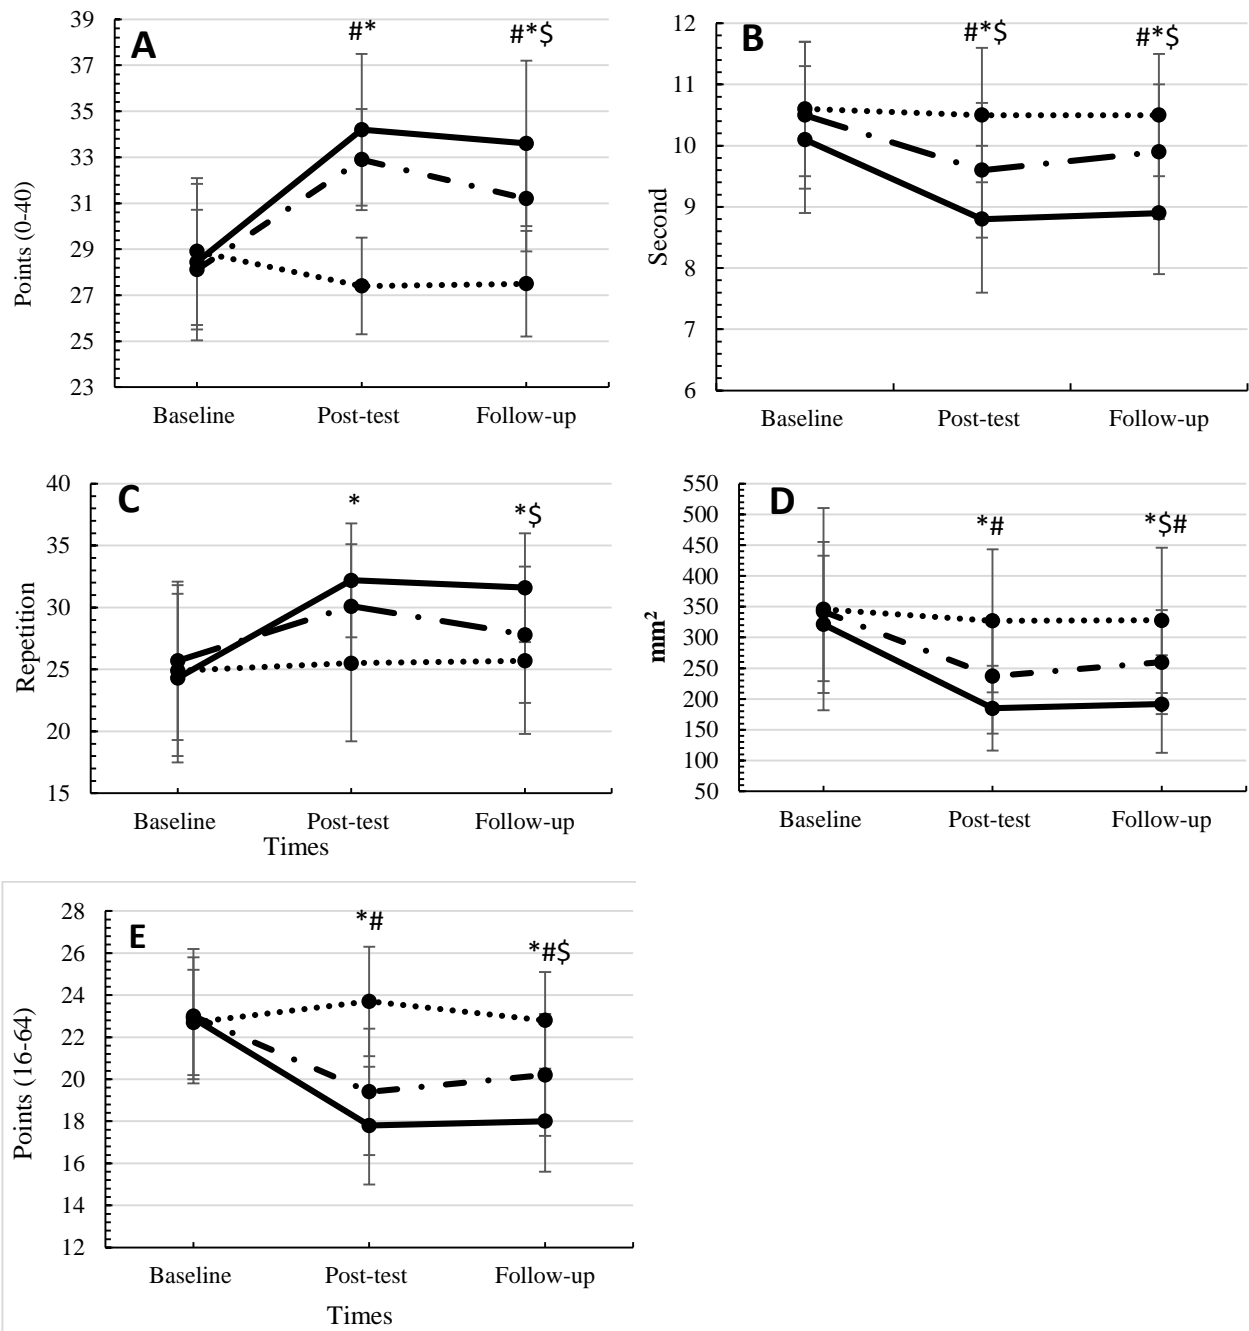 A
#*
#*$
39
37
35
33
31
29
27
25
23
Points (0-40)
Baseline
Post-test
Follow-up
B
#*$
#*$
12
11
10
9
8
7
6
Second
Baseline
Post-test
Follow-up
C
*
*$
40
35
30
25
20
15
Repetition
Baseline
Post-test
Follow-up
Times
D
*#
*$#
550
500
450
400
350
300
250
200
150
100
50
mm²
Baseline
Post-test
Follow-up
E
*#
*#$
28
26
24
22
20
18
16
14
12
Points (16-64)
Baseline
Post-test
Follow-up
Times